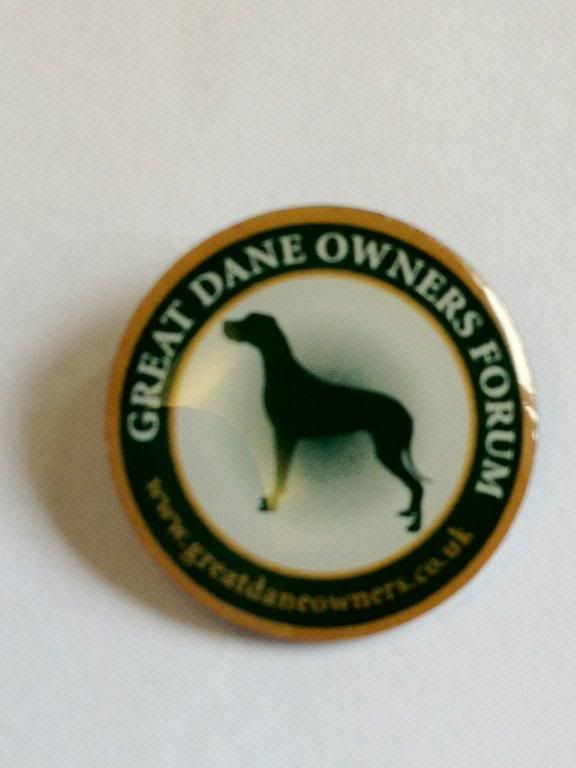 GREAT DANE OWNERS FORUM
www.greatdaneowners.co.uk